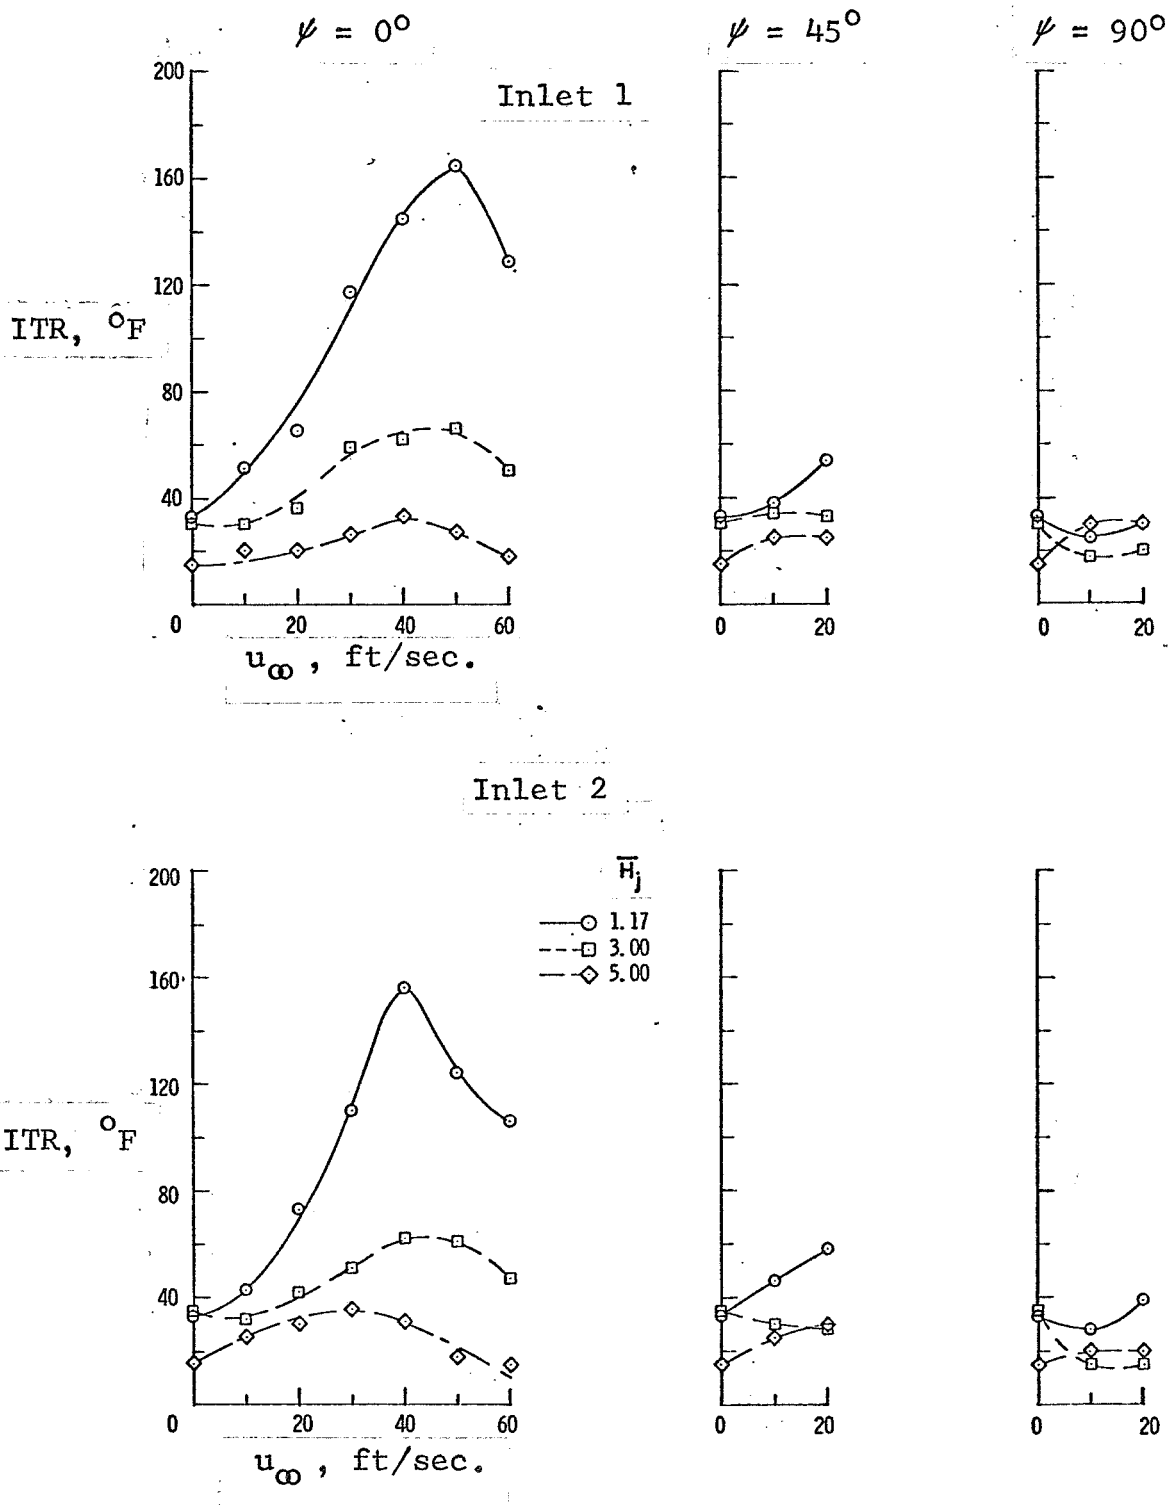 ψ = 0° ψ = 45° ψ = 90°
Inlet 1
200
160
120
80
40
0 20 40 60
ITR, °F
u∞, ft/sec.
0 20
0 20
Inlet 2
H̅j
1.17
3.00
5.00
200
160
120
80
40
0 20 40 60
ITR, °F
u∞, ft/sec.
0 20
0 20